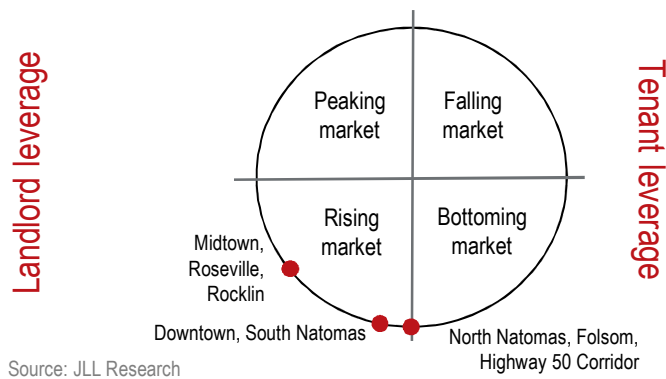 Landlord leverage
Peaking
market
Falling
market
Tenant leverage
Rising
market
Bottoming
market
Midtown,
Roseville,
Rocklin
Downtown, South Natomas
North Natomas, Folsom,
Highway 50 Corridor
Source: JLL Research